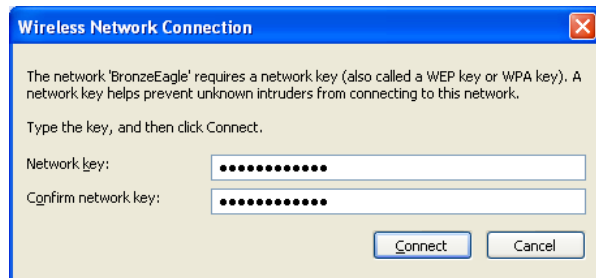 Wireless Network Connection
The network 'BronzeEagle' requires a network key (also called a WEP key or WPA key). A
network key helps prevent unknown intruders from connecting to this network.
Type the key, and then click Connect.
Network key: ●●●●●●●●●●●●
Confirm network key: ●●●●●●●●●●●●
Connect Cancel